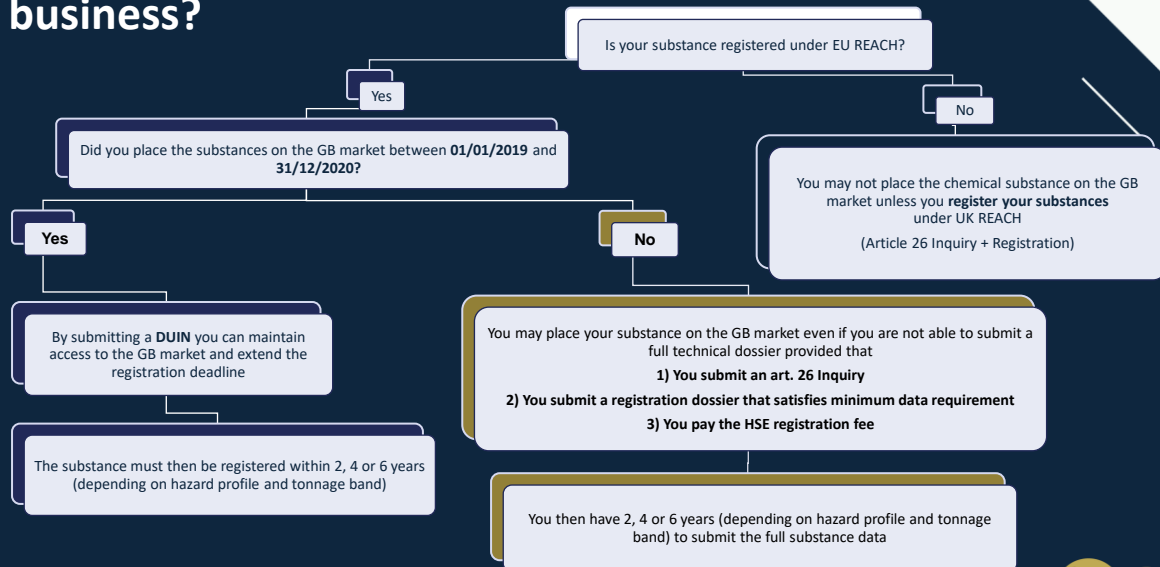 business?
Is your substance registered under EU REACH?
Yes
No
Did you place the substances on the GB market between 01/01/2019 and
31/12/2020?
You may not place the chemical substance on the GB
market unless you register your substances
under UK REACH
(Article 26 Inquiry + Registration)
Yes
No
By submitting a DUIN you can maintain
access to the GB market and extend the
registration deadline
You may place your substance on the GB market even if you are not able to submit a
full technical dossier provided that
1) You submit an art. 26 Inquiry
2) You submit a registration dossier that satisfies minimum data requirement
3) You pay the HSE registration fee
The substance must then be registered within 2, 4 or 6 years
(depending on hazard profile and tonnage band)
You then have 2, 4 or 6 years (depending on hazard profile and tonnage
band) to submit the full substance data